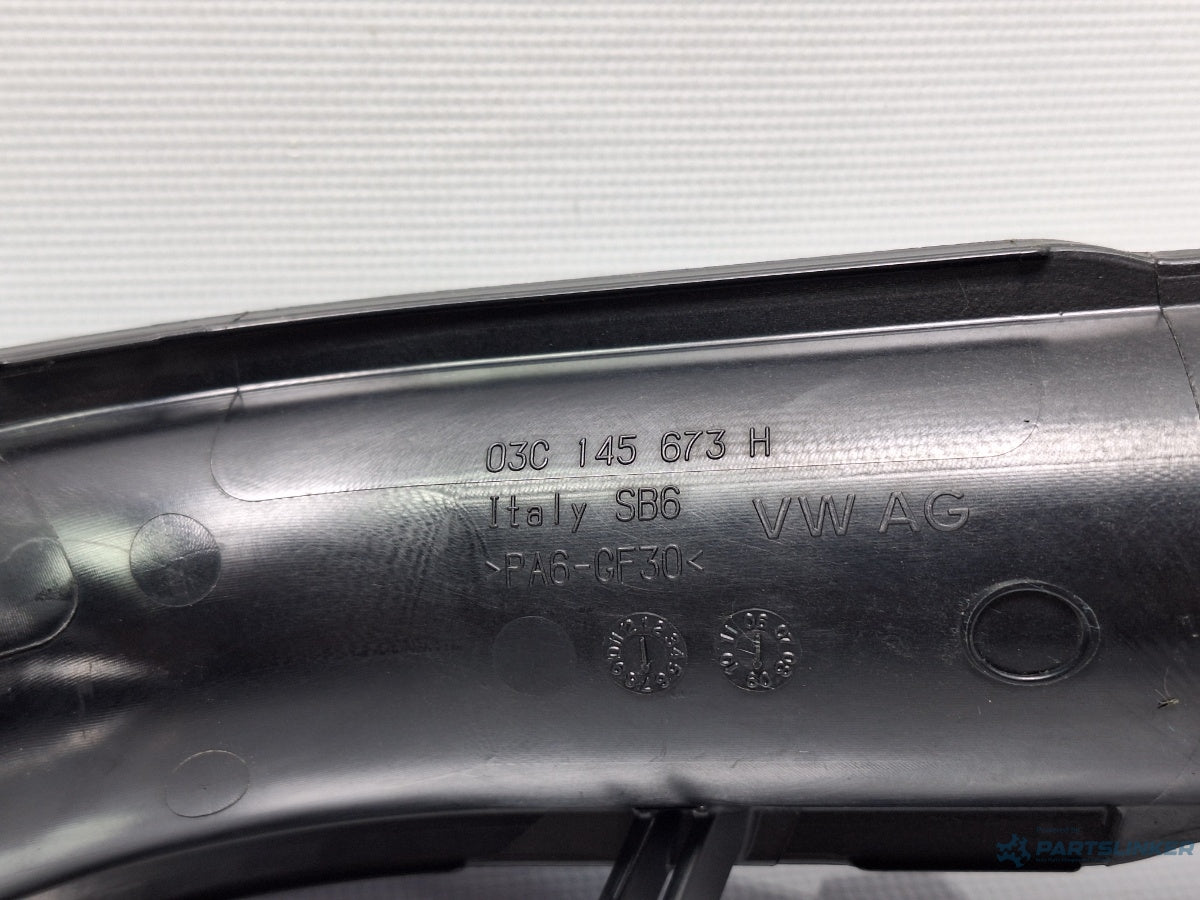 03C 145 673 H
Italy SB6
VW AG
>PA6-GF30<
PARTSLINKER